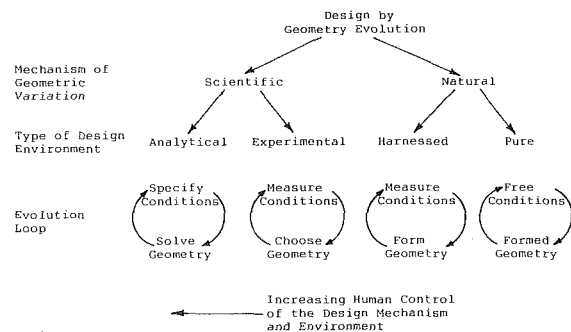 Design by
Geometry Evolution
Mechanism of
Geometric
Variation
Scientific
Natural
Type of Design
Environment
Analytical
Experimental
Harnessed
Pure
Evolution
Loop
Specify
Conditions
Solve
Geometry
Measure
Conditions
Choose
Geometry
Measure
Conditions
Form
Geometry
Free
Conditions
Formed
Geometry
Increasing Human Control
of the Design Mechanism
and Environment